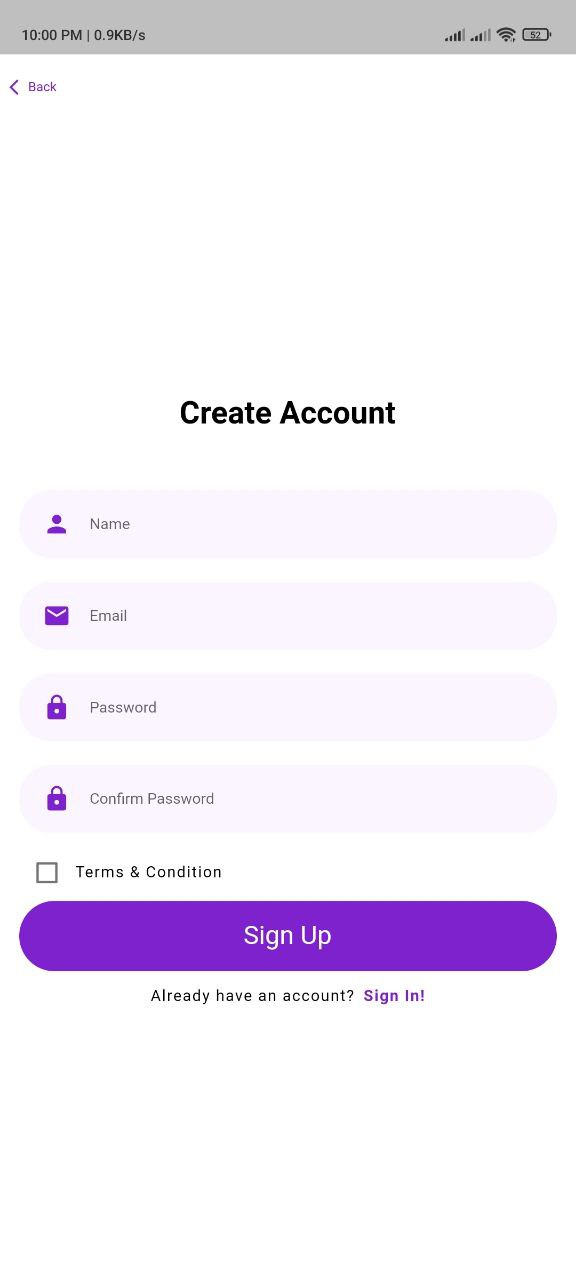 10:00 PM | 0.9KB/s 52
Back
Create Account
Name
Email
Password
Confirm Password
Terms & Condition
Sign Up
Already have an account? Sign In!